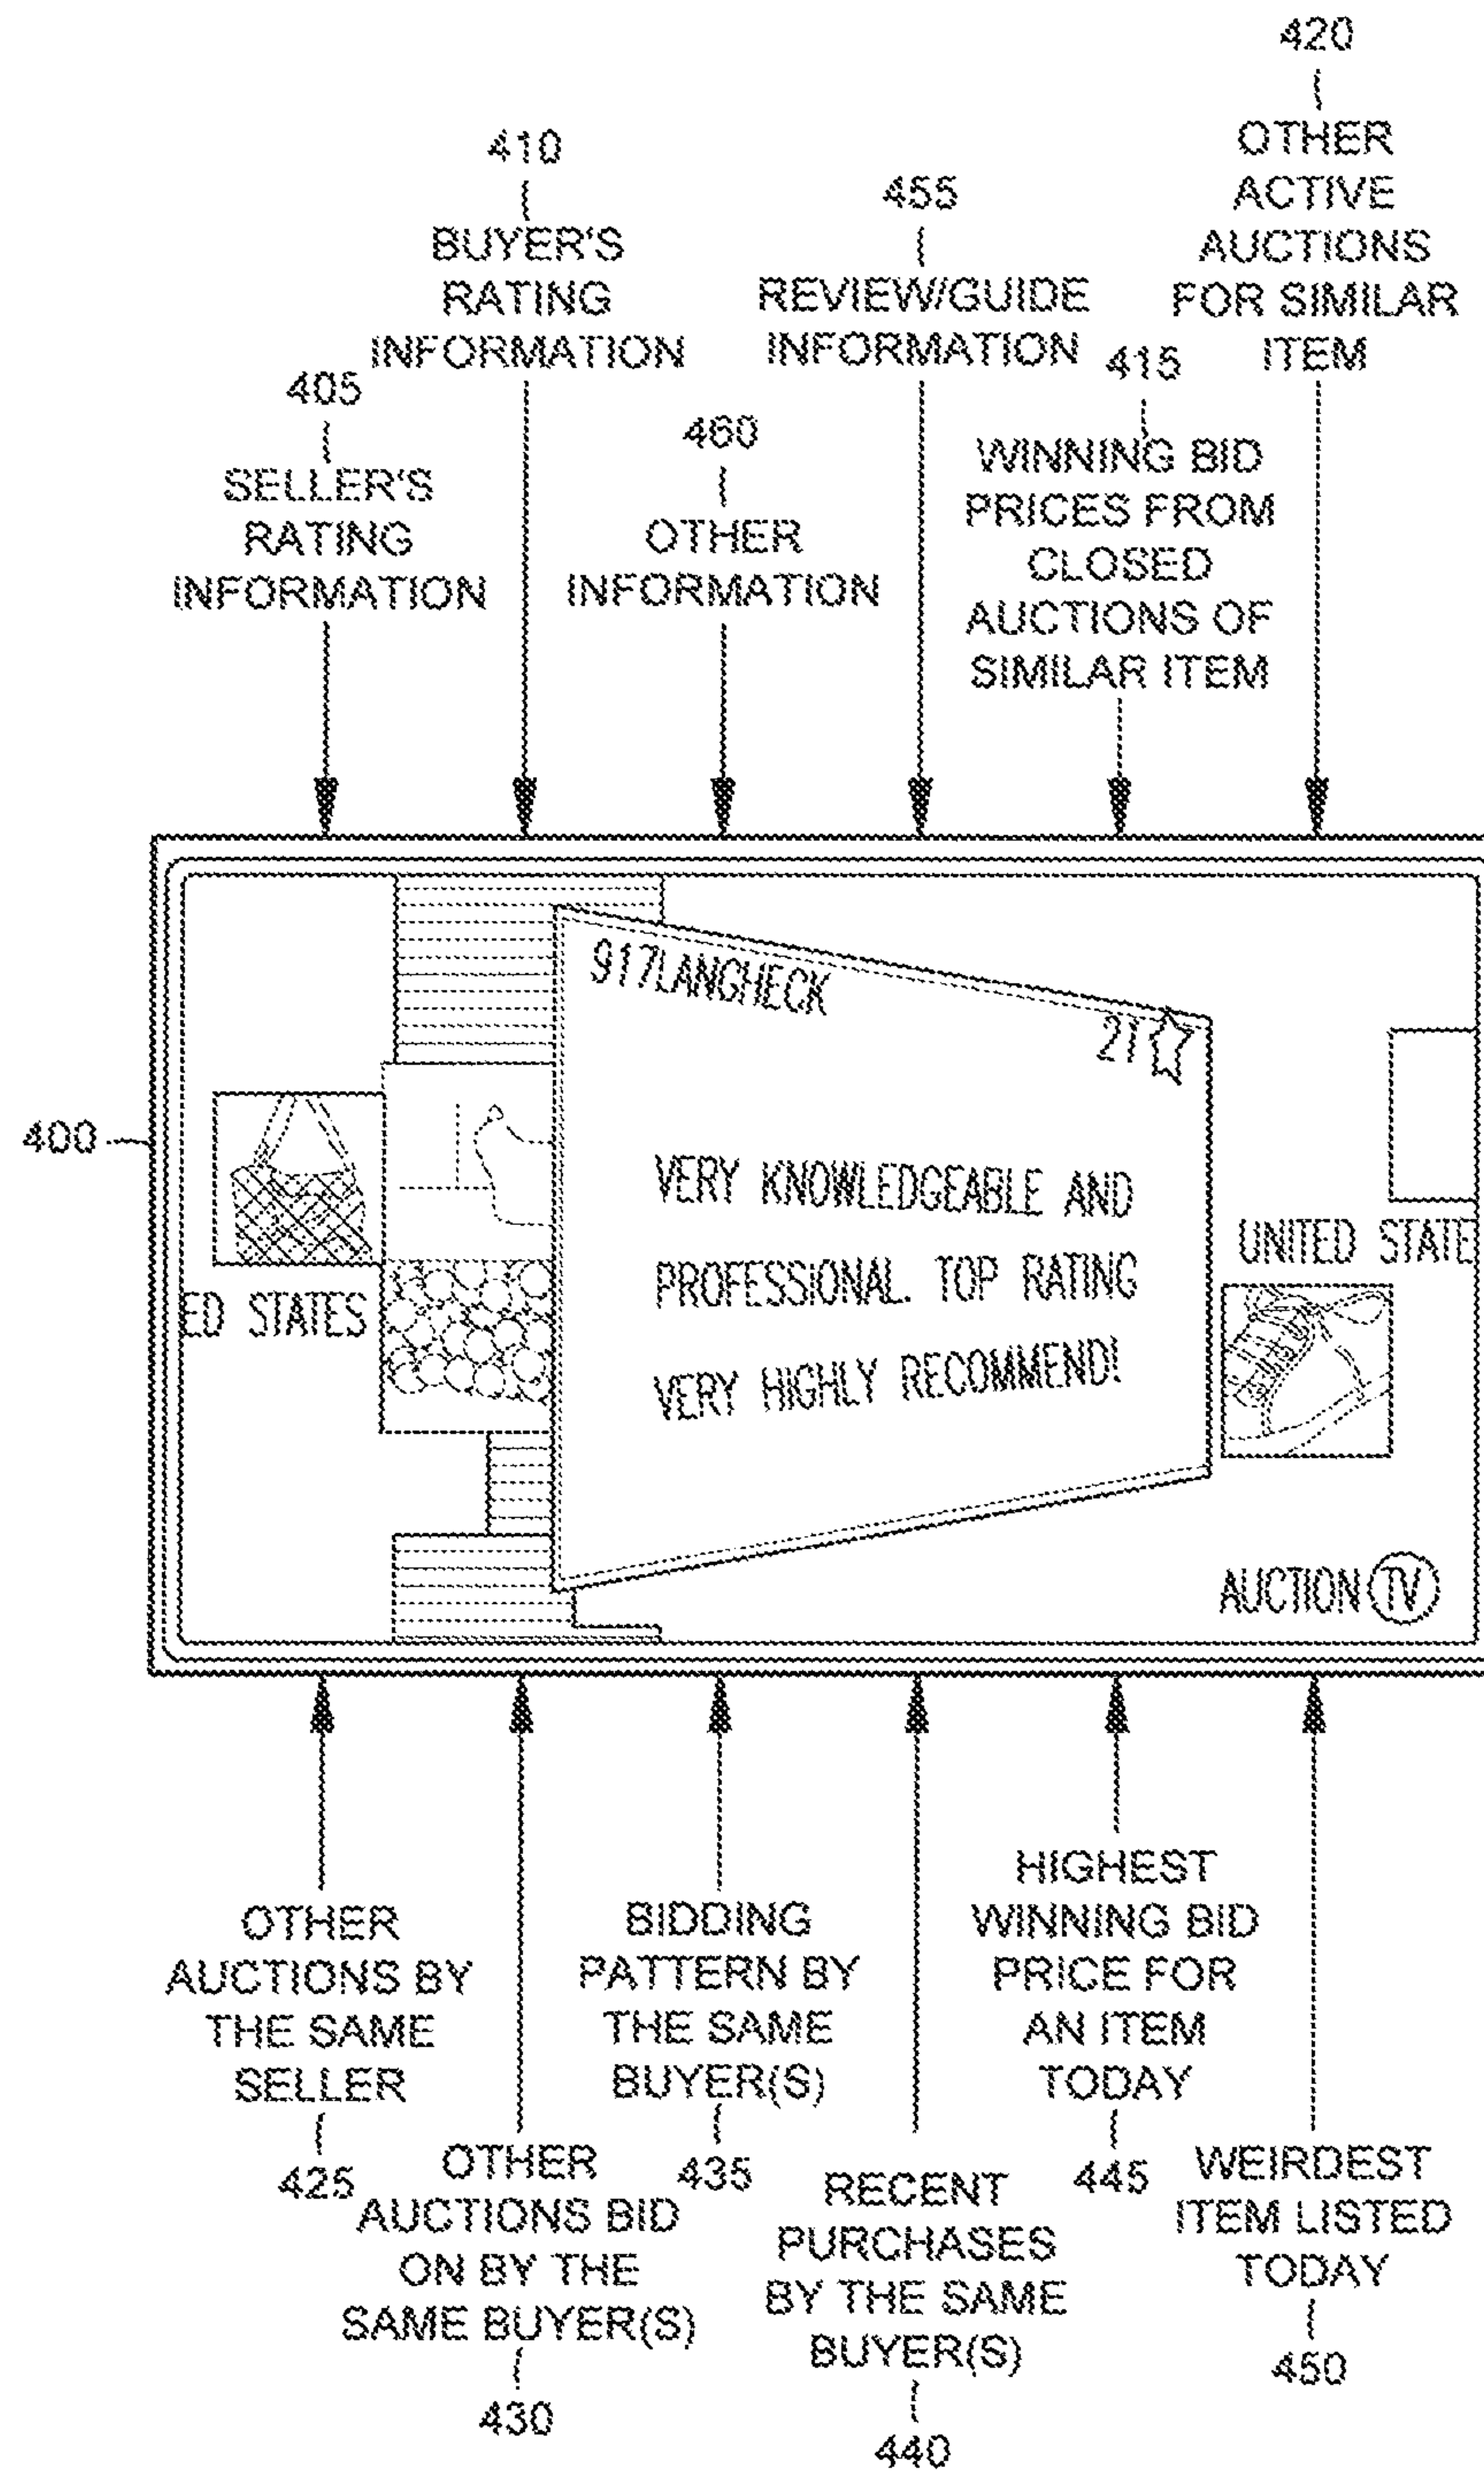 420
OTHER
ACTIVE
AUCTIONS
FOR SIMILAR
ITEM
410
BUYER'S
RATING
INFORMATION
455
REVIEW/GUIDE
INFORMATION
415
WINNING BID
PRICES FROM
CLOSED
AUCTIONS OF
SIMILAR ITEM
405
SELLER'S
RATING
INFORMATION
460
OTHER
INFORMATION
400
917LANGHECK
217
VERY KNOWLEDGEABLE AND
PROFESSIONAL. TOP RATING
VERY HIGHLY RECOMMEND!
ED STATES
UNITED STATE
AUCTION TV
OTHER
AUCTIONS BY
THE SAME
SELLER
425
OTHER
AUCTIONS BID
ON BY THE
SAME BUYER(S)
430
BIDDING
PATTERN BY
THE SAME
BUYER(S)
435
RECENT
PURCHASES
BY THE SAME
BUYER(S)
440
HIGHEST
WINNING BID
PRICE FOR
AN ITEM
TODAY
445
WEIRDEST
ITEM LISTED
TODAY
450